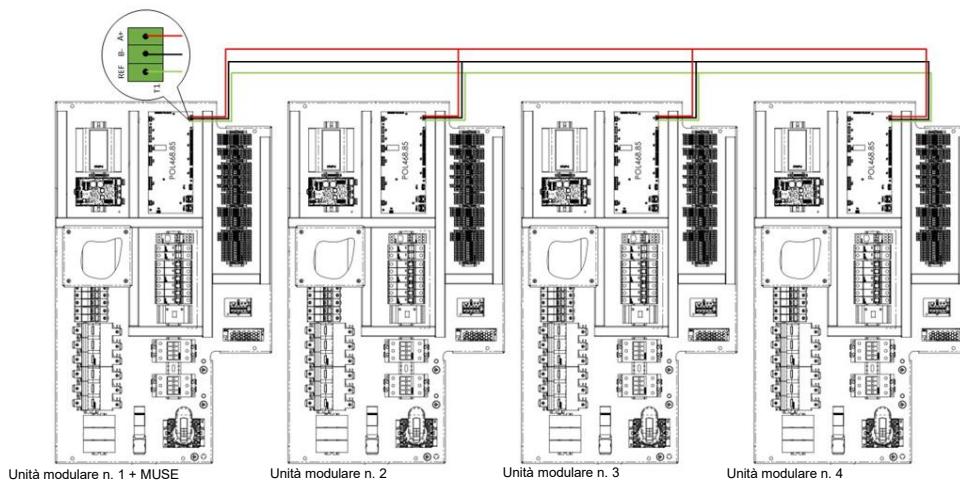 A+
B-
REF
T1
POL468.85
POL468.85
POL468.85
POL468.85
Unità modulare n. 1 + MUSE
Unità modulare n. 2
Unità modulare n. 3
Unità modulare n. 4